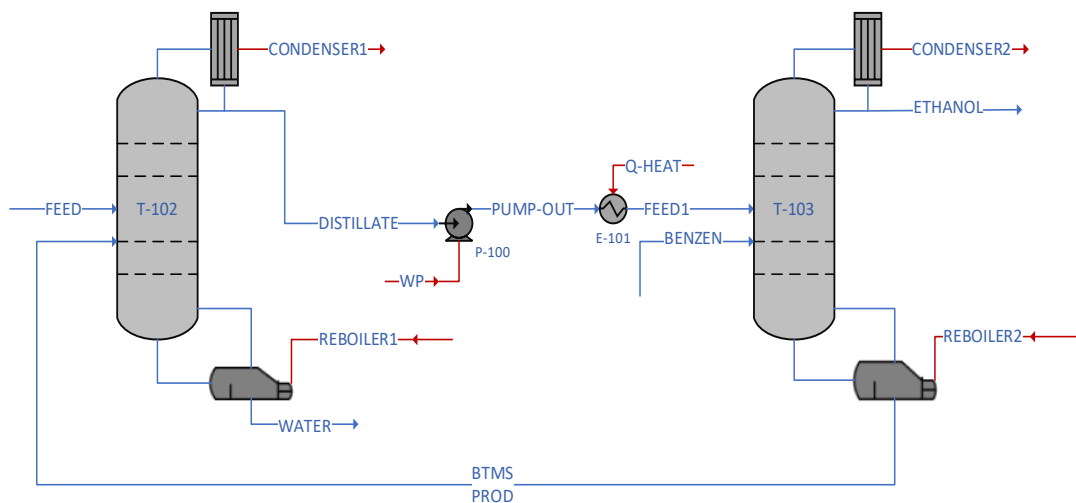 CONDENSER1
CONDENSER2
ETHANOL
Q-HEAT
FEED
T-102
DISTILLATE
PUMP-OUT
FEED1
T-103
E-101
BENZEN
P-100
WP
REBOILER1
REBOILER2
WATER
BTMS
PROD